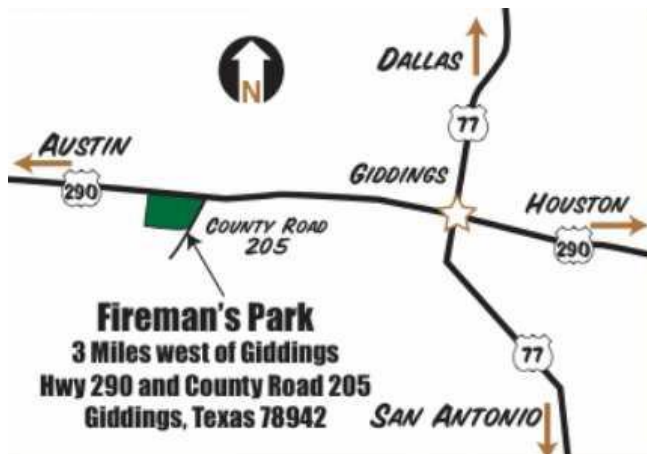 DALLAS
N
77
AUSTIN
290
GIDDINGS
HOUSTON
290
COUNTY ROAD
205
Fireman's Park
3 Miles west of Giddings
Hwy 290 and County Road 205
Giddings, Texas 78942
77
SAN ANTONIO